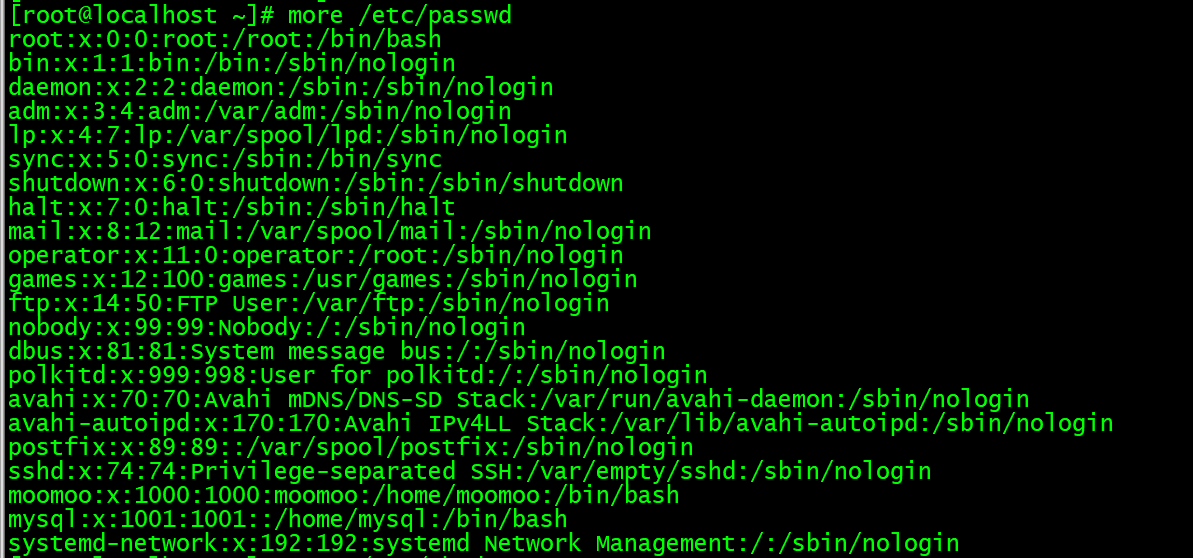 [root@localhost ~]# more /etc/passwd
root:x:0:0:root:/root:/bin/bash
bin:x:1:1:bin:/bin:/sbin/nologin
daemon:x:2:2:daemon:/sbin:/sbin/nologin
adm:x:3:4:adm:/var/adm:/sbin/nologin
lp:x:4:7:lp:/var/spool/lpd:/sbin/nologin
sync:x:5:0:sync:/sbin:/bin/sync
shutdown:x:6:0:shutdown:/sbin:/sbin/shutdown
halt:x:7:0:halt:/sbin:/sbin/halt
mail:x:8:12:mail:/var/spool/mail:/sbin/nologin
operator:x:11:0:operator:/root:/sbin/nologin
games:x:12:100:games:/usr/games:/sbin/nologin
ftp:x:14:50:FTP User:/var/ftp:/sbin/nologin
nobody:x:99:99:Nobody:/:/sbin/nologin
dbus:x:81:81:System message bus:/:/sbin/nologin
polkitd:x:999:998:User for polkitd:/:/sbin/nologin
avahi:x:70:70:Avahi mDNS/DNS-SD Stack:/var/run/avahi-daemon:/sbin/nologin
avahi-autoipd:x:170:170:Avahi IPv4LL Stack:/var/lib/avahi-autoipd:/sbin/nologin
postfix:x:89:89::/var/spool/postfix:/sbin/nologin
sshd:x:74:74:Privilege-separated SSH:/var/empty/sshd:/sbin/nologin
moomoo:x:1000:1000:moomoo:/home/moomoo:/bin/bash
mysql:x:1001:1001::/home/mysql:/bin/bash
systemd-network:x:192:192:systemd Network Management:/:/sbin/nologin